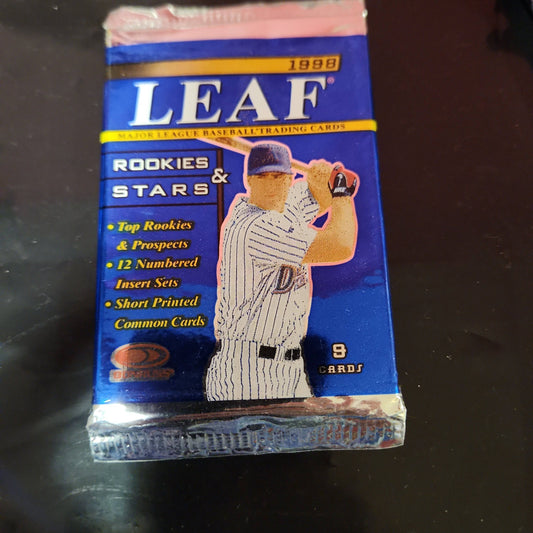 1998
LEAF®
MAJOR LEAGUE BASEBALL TRADING CARDS
ROOKIES
&
STARS
• Top Rookies
& Prospects
• 12 Numbered
Insert Sets
• Short Printed
Common Cards
9
CARDS